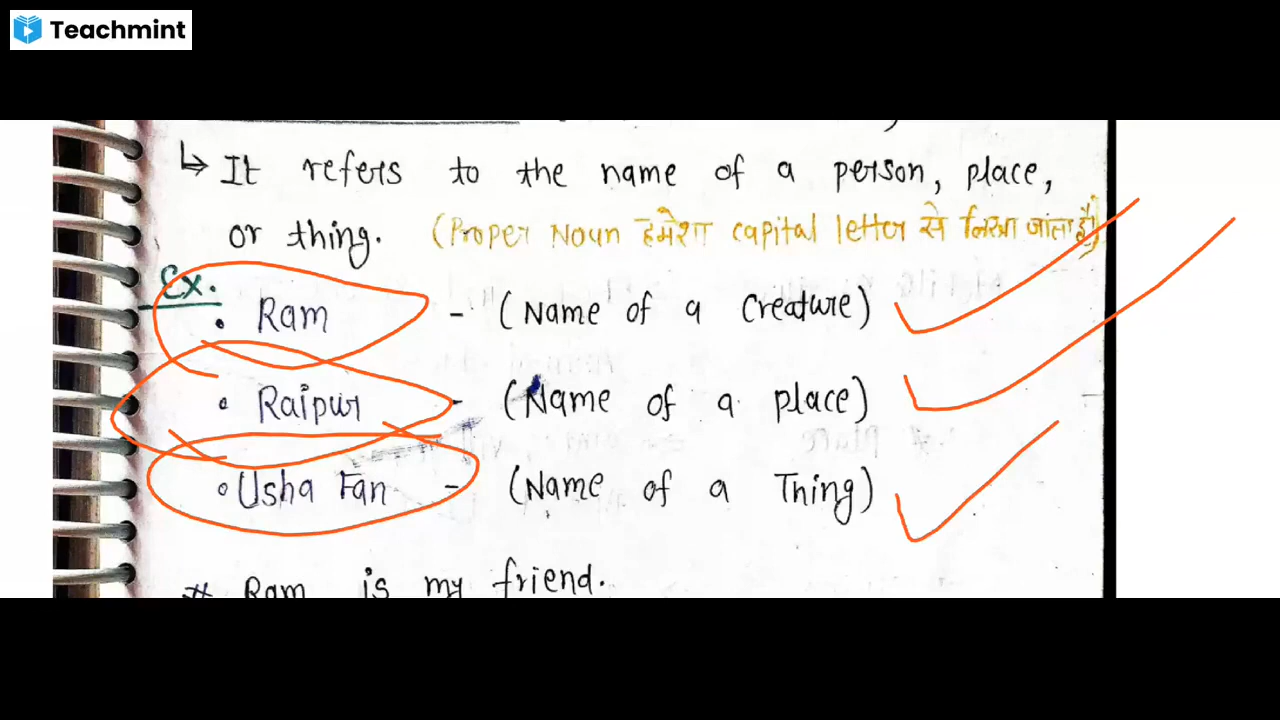 Teachmint
↳ It refers to the name of a person, place,
or thing. (Proper Noun हमेशा capital letter से लिखा जाता है)
Ex.
• Ram - (Name of a Creature)
• Raipur - (Name of a place)
• Usha Fan - (Name of a Thing)
# Ram is my friend.